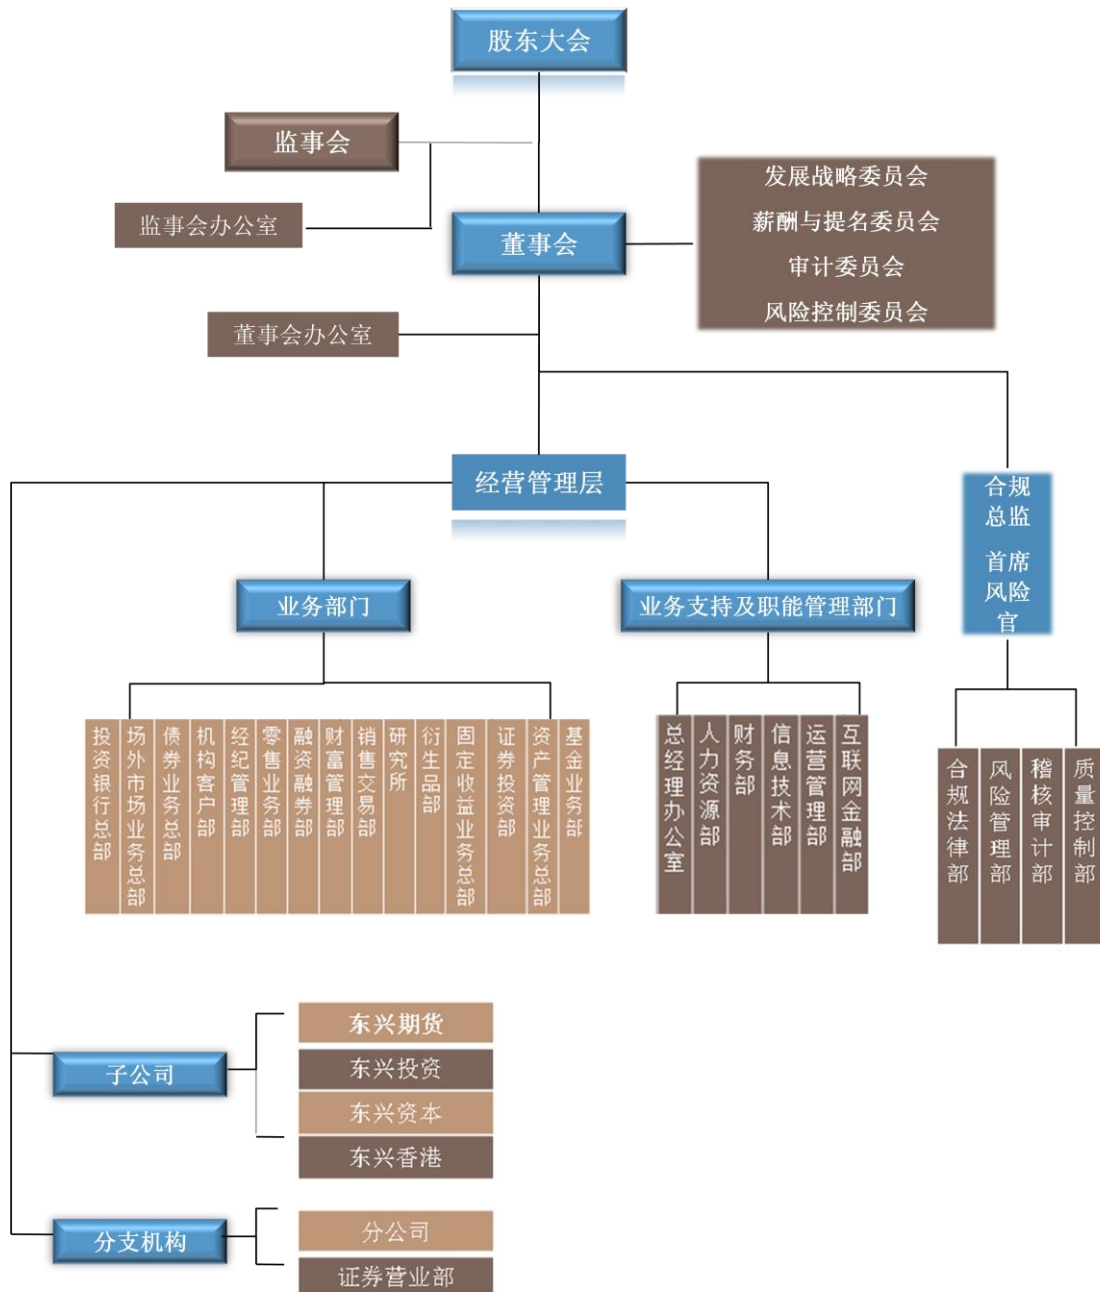 股东大会
监事会
发展战略委员会
薪酬与提名委员会
审计委员会
风险控制委员会
监事会办公室
董事会
董事会办公室
经营管理层
合规
总监
首席
风险
官
业务部门
业务支持及职能管理部门
投资银行总部
场外市场业务总部
债券业务总部
机构客户部
经纪管理部
零售业务部
融资融券部
财富管理部
销售交易部
研究所
衍生品部
固定收益业务总部
证券投资部
资产管理业务总部
基金业务部
总经理办公室
人力资源部
财务部
信息技术部
运营管理部
互联网金融部
合规法律部
风险管理部
稽核审计部
质量控制部
子公司
东兴期货
东兴投资
东兴资本
东兴香港
分支机构
分公司
证券营业部